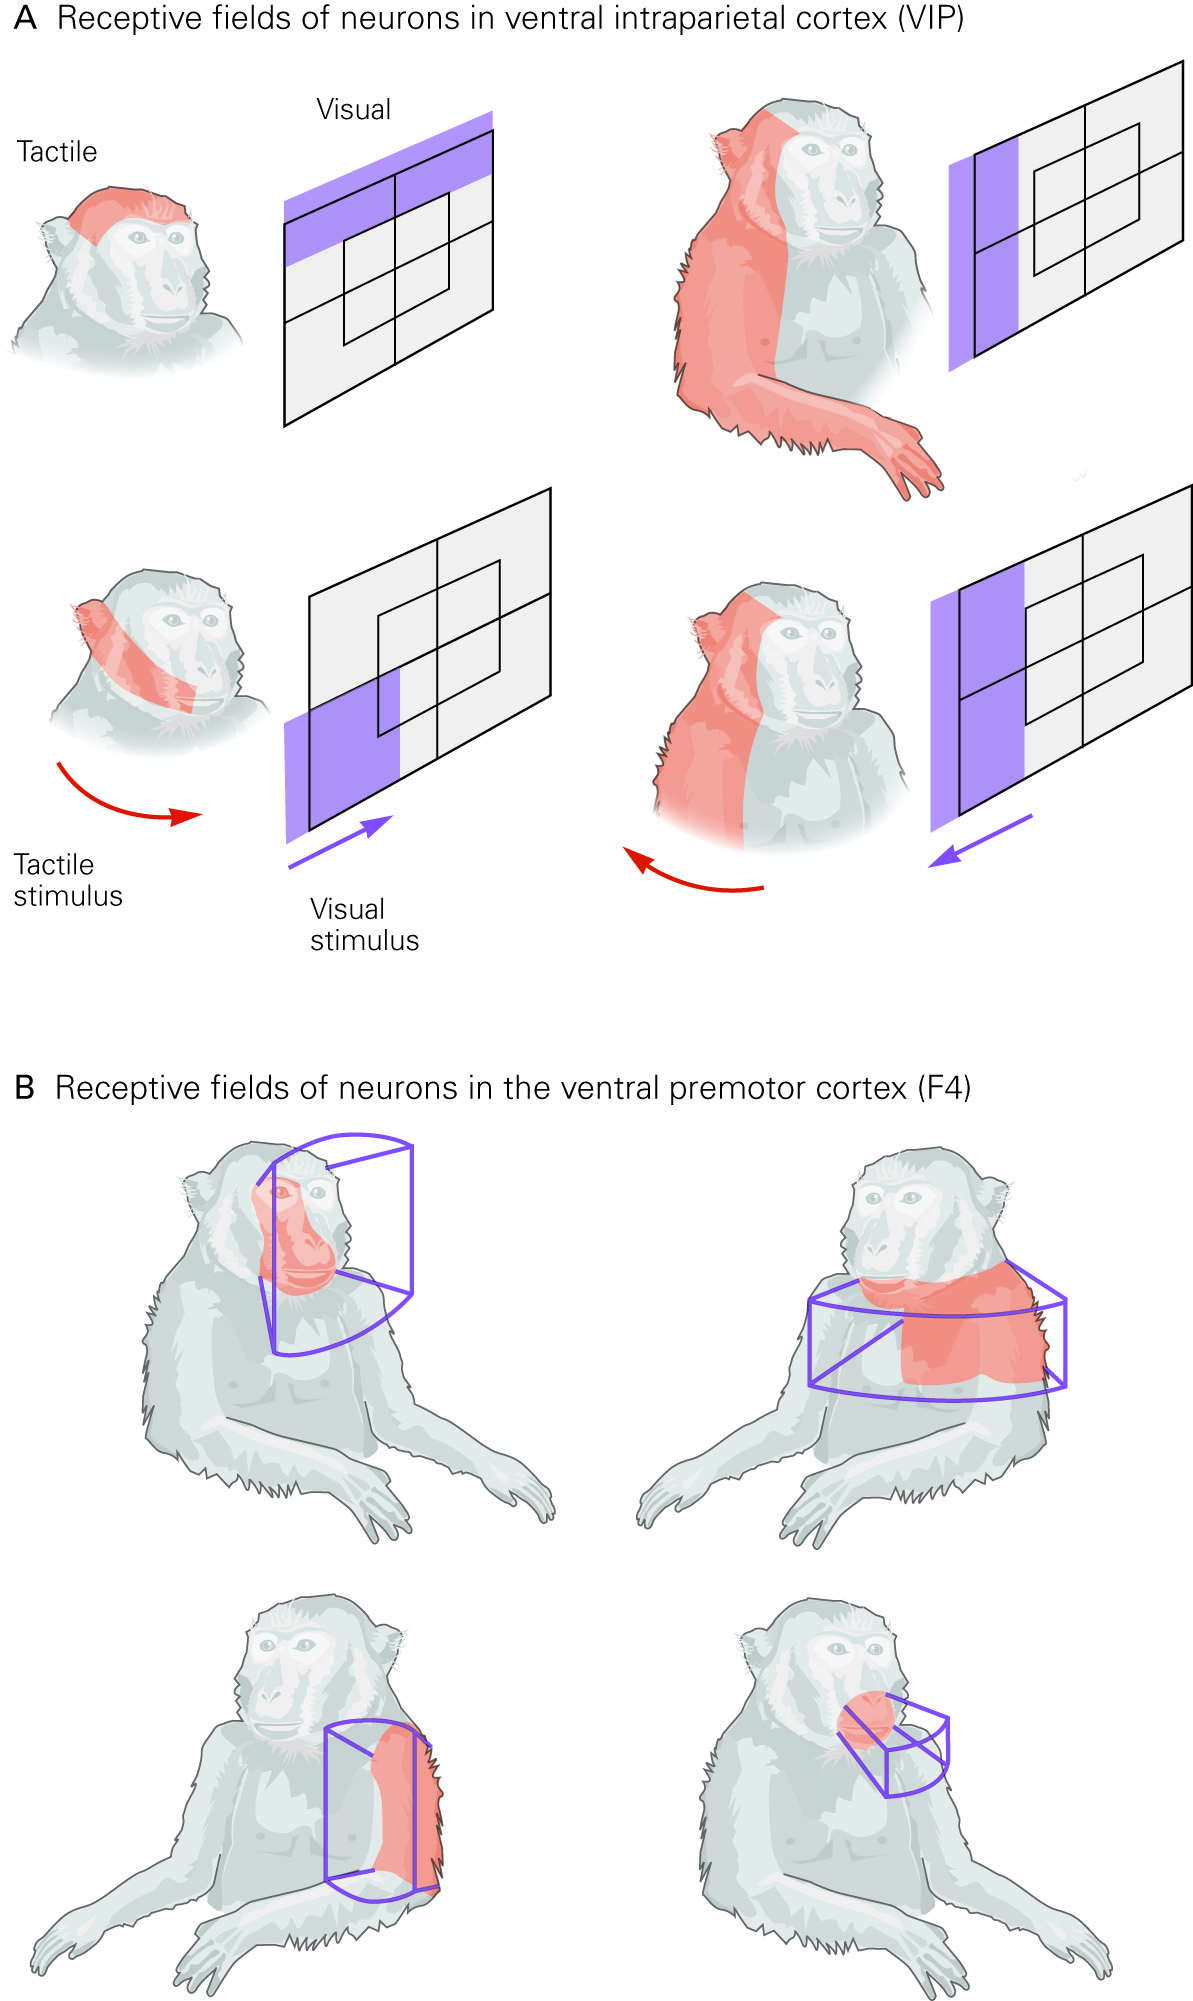 A Receptive fields of neurons in ventral intraparietal cortex (VIP)
Visual
Tactile
Tactile
stimulus
Visual
stimulus
B Receptive fields of neurons in the ventral premotor cortex (F4)